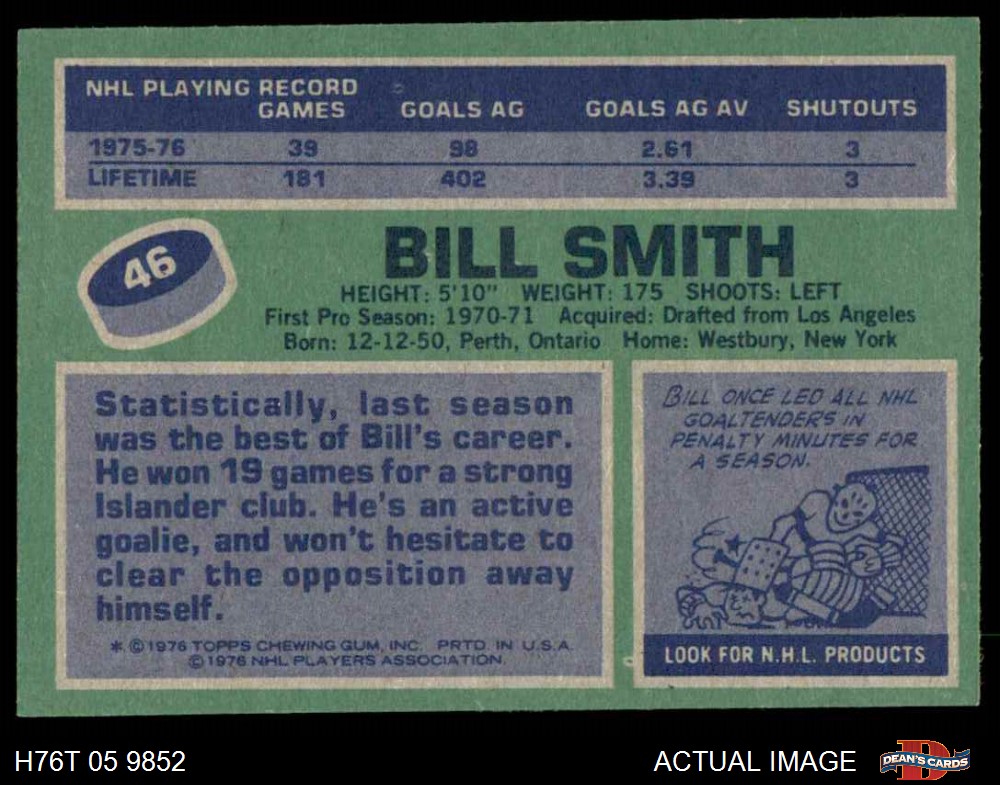 NHL PLAYING RECORD
GAMES GOALS AG GOALS AG AV SHUTOUTS
1975-76 39 98 2.61 3
LIFETIME 181 402 3.39 3
46
BILL SMITH
HEIGHT: 5'10" WEIGHT: 175 SHOOTS: LEFT
First Pro Season: 1970-71 Acquired: Drafted from Los Angeles
Born: 12-12-50, Perth, Ontario Home: Westbury, New York
Statistically, last season
was the best of Bill's career.
He won 19 games for a strong
Islander club. He's an active
goalie, and won't hesitate to
clear the opposition away
himself.
* ©1976 TOPPS CHEWING GUM, INC. PRTD. IN U.S.A.
©1976 NHL PLAYERS ASSOCIATION.
BILL ONCE LED ALL NHL
GOALTENDERS IN
PENALTY MINUTES FOR
A SEASON.
LOOK FOR N.H.L. PRODUCTS
H76T 05 9852
ACTUAL IMAGE
D
DEAN'S CARDS